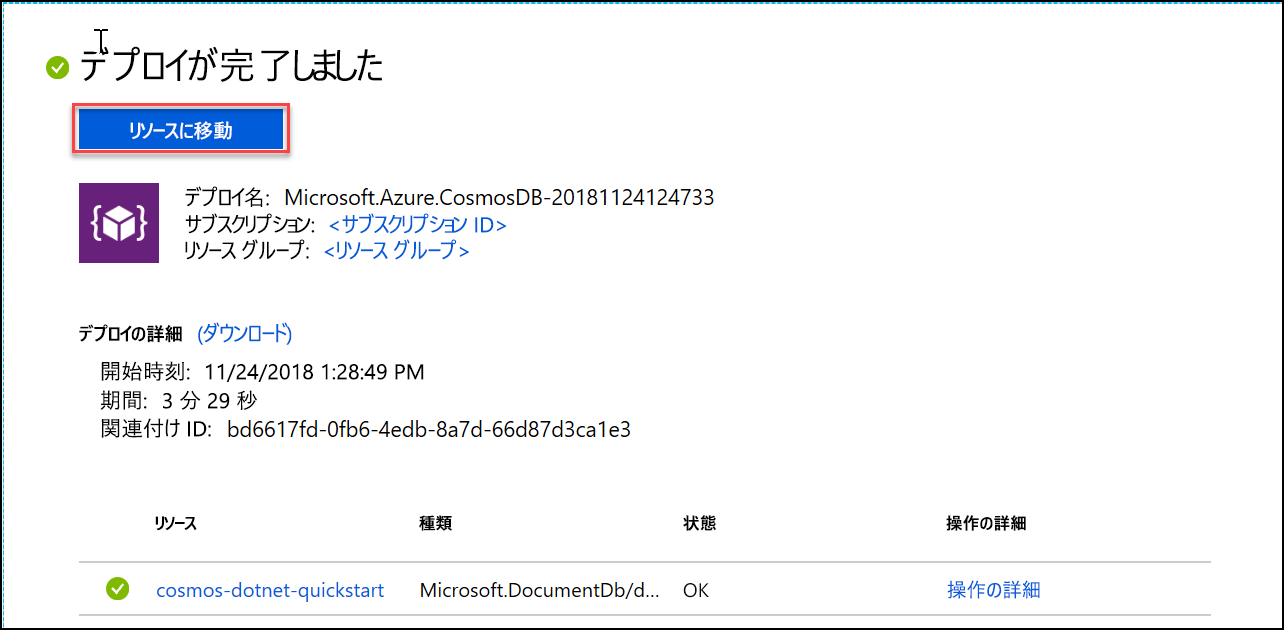 デプロイが完了しました
リソースに移動
デプロイ名: Microsoft.Azure.CosmosDB-20181124124733
サブスクリプション: <サブスクリプション ID>
リソース グループ: <リソース グループ>
デプロイの詳細 (ダウンロード)
開始時刻: 11/24/2018 1:28:49 PM
期間: 3 分 29 秒
関連付け ID: bd6617fd-0fb6-4edb-8a7d-66d87d3ca1e3
リソース 種類 状態 操作の詳細
cosmos-dotnet-quickstart Microsoft.DocumentDb/d... OK 操作の詳細